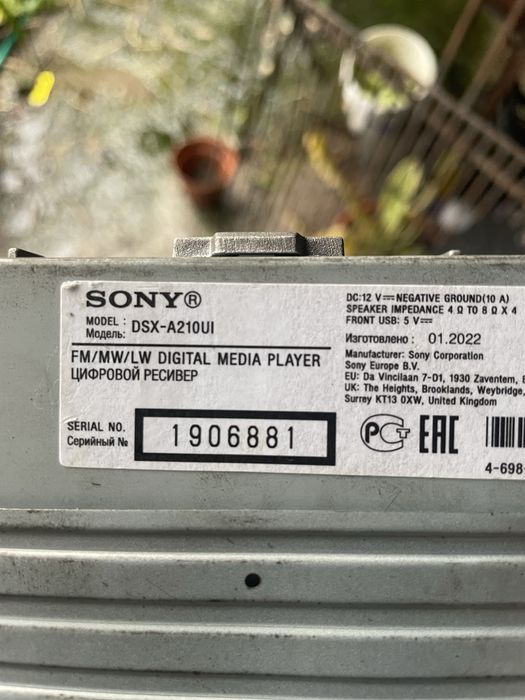 SONY®
MODEL : DSX-A210UI
Модель:
FM/MW/LW DIGITAL MEDIA PLAYER
ЦИФРОВОЙ РЕСИВЕР
SERIAL NO. 1906881
Серийный №
DC:12 V⎓NEGATIVE GROUND(10 A)
SPEAKER IMPEDANCE 4 Ω TO 8 Ω X 4
FRONT USB: 5 V⎓
Изготовлено : 01.2022
Manufacturer: Sony Corporation
Sony Europe B.V.
EU: Da Vincilaan 7-D1, 1930 Zaventem,
UK: The Heights, Brooklands, Weybridge,
Surrey KT13 0XW, United Kingdom
РСТ EAC
4-698-